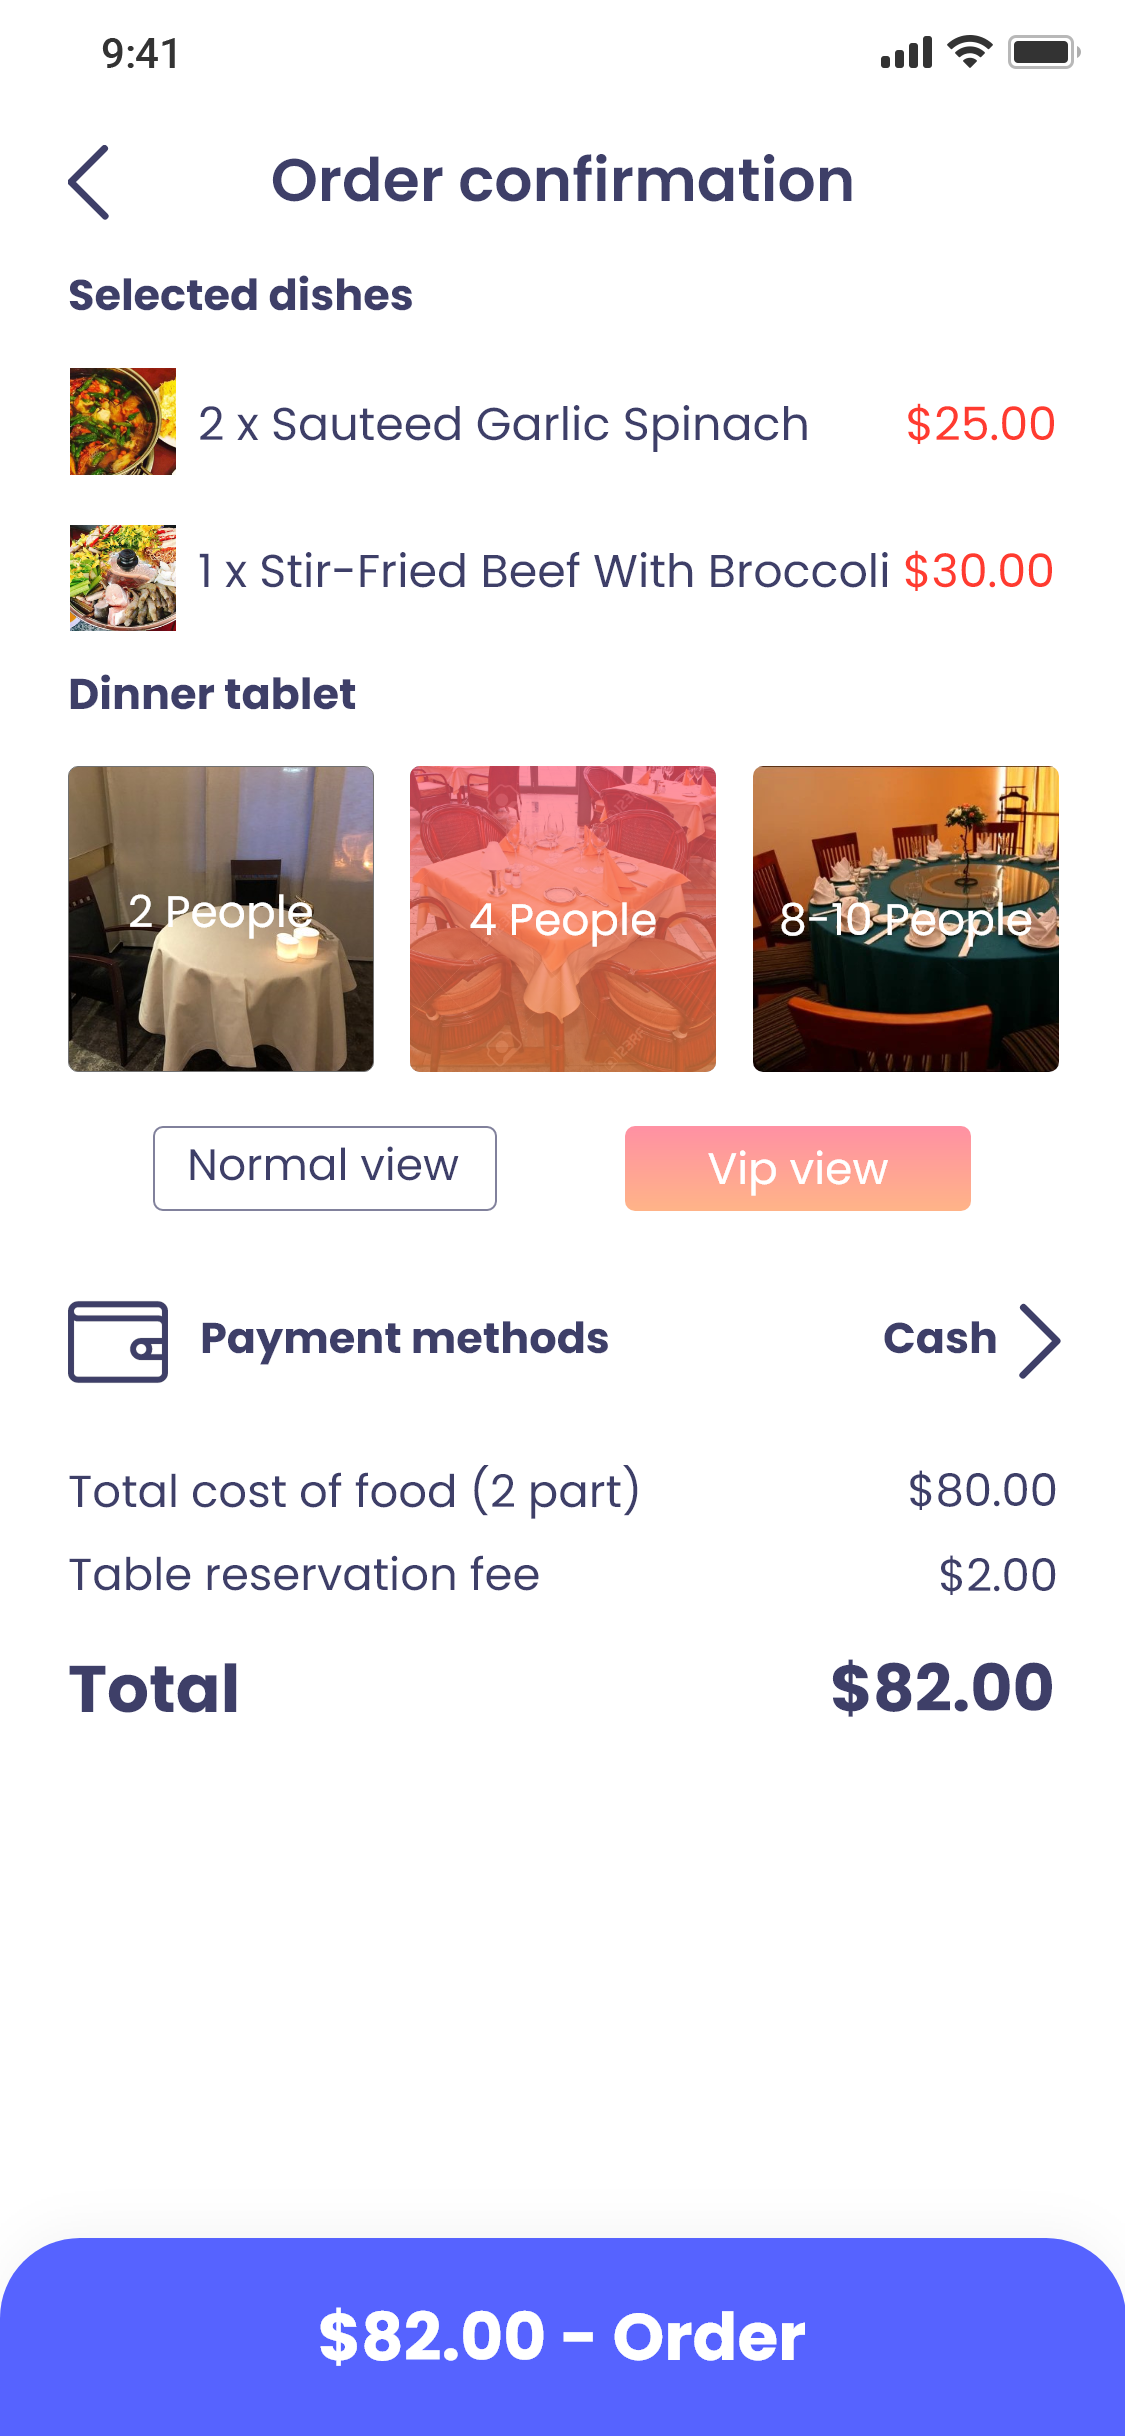 9:41
Order confirmation
Selected dishes
2 x Sauteed Garlic Spinach $25.00
1 x Stir-Fried Beef With Broccoli $30.00
Dinner tablet
2 People 4 People 8-10 People
Normal view Vip view
Payment methods Cash
Total cost of food (2 part) $80.00
Table reservation fee $2.00
Total $82.00
$82.00 - Order